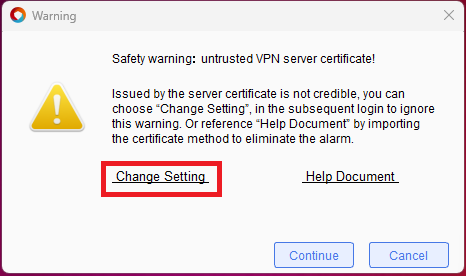 Warning
Safety warning: untrusted VPN server certificate!
Issued by the server certificate is not credible, you can
choose “Change Setting”, in the subsequent login to ignore
this warning. Or reference “Help Document” by importing
the certificate method to eliminate the alarm.
Change Setting Help Document
Continue Cancel